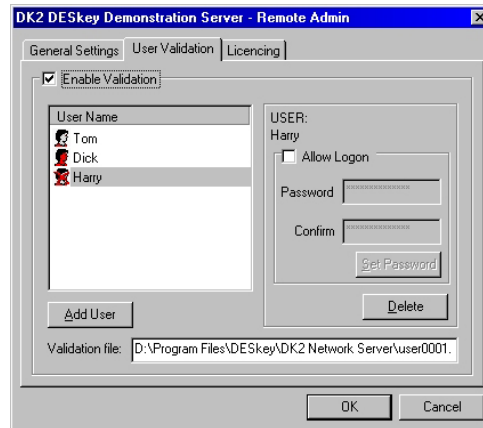 DK2 DESkey Demonstration Server - Remote Admin
General Settings
User Validation
Licencing
Enable Validation
User Name
Tom
Dick
Harry
USER:
Harry
Allow Logon
Password
xxxxxxxxxxxxxx
Confirm
xxxxxxxxxxxxxx
Set Password
Delete
Add User
Validation file: D:\Program Files\DESkey\DK2 Network Server\user0001.
OK
Cancel